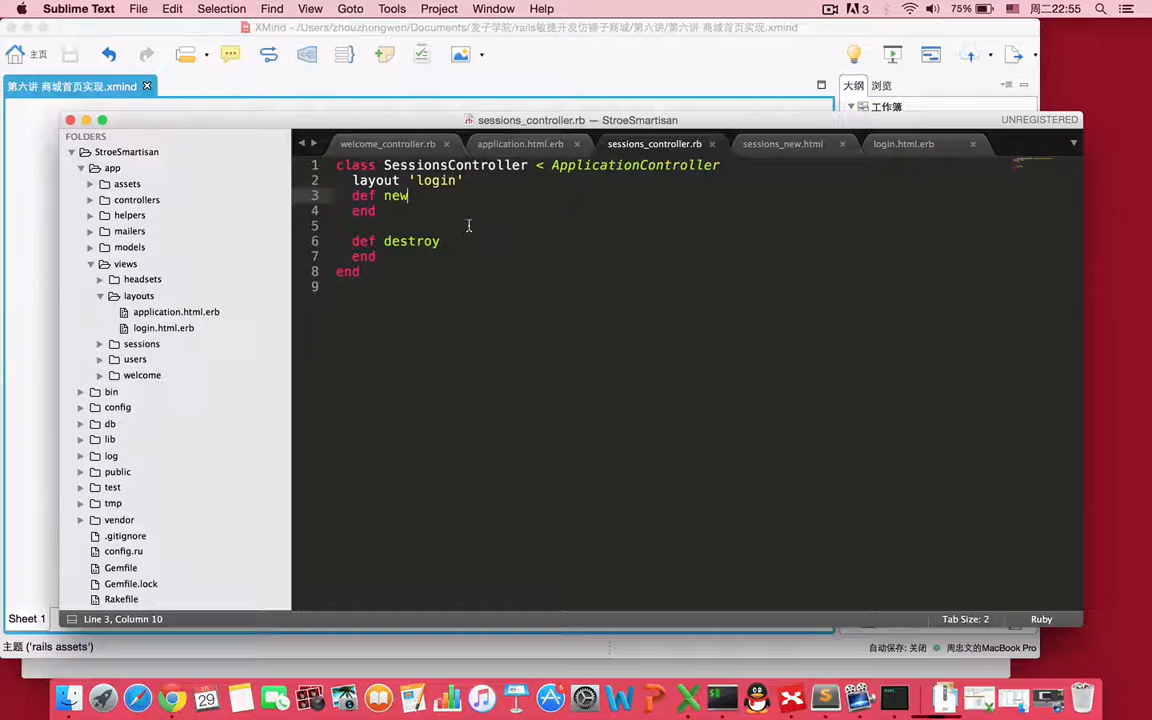 Sublime Text File Edit Selection Find View Goto Tools Project Window Help 3 75% 周二22:55
XMind - /Users/zhouzhongwen/Documents/麦子学院/rails敏捷开发仿锤子商城/第六讲/第六讲 商城首页实现.xmind
主页
第六讲 商城首页实现.xmind
大纲 浏览
工作簿
sessions_controller.rb — StroeSmartisan UNREGISTERED
FOLDERS
StroeSmartisan
app
assets
controllers
helpers
mailers
models
views
headsets
layouts
application.html.erb
login.html.erb
sessions
users
welcome
bin
config
db
lib
log
public
test
tmp
vendor
.gitignore
config.ru
Gemfile
Gemfile.lock
Rakefile
welcome_controller.rb application.html.erb sessions_controller.rb sessions_new.html login.html.erb
1 class SessionsController < ApplicationController
2 layout 'login'
3 def new
4 end
5
6 def destroy
7 end
8 end
9
Line 3, Column 10 Tab Size: 2 Ruby
Sheet 1
主题 ('rails assets')
自动保存: 关闭 周忠文的MacBook Pro
29